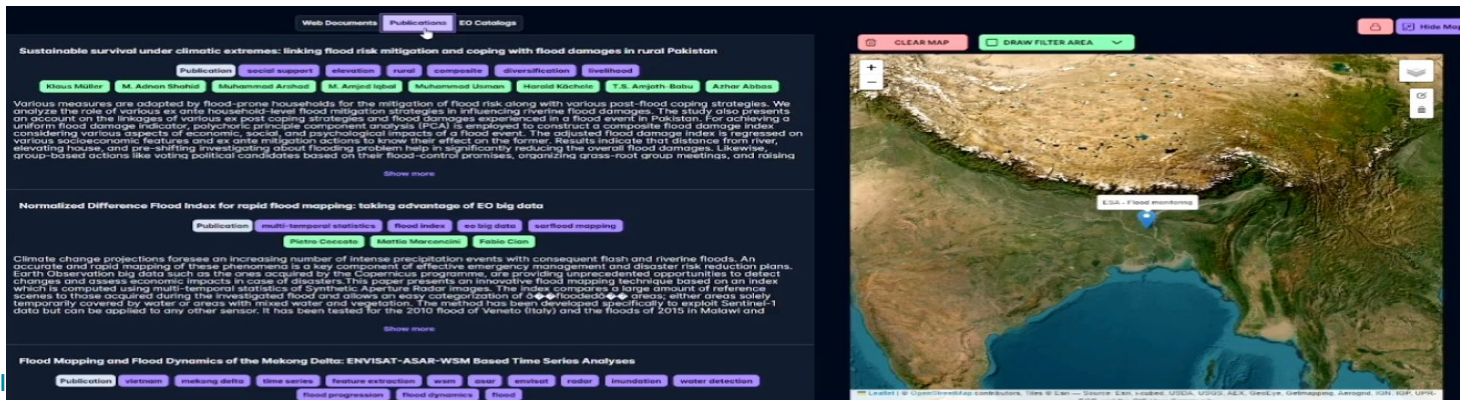 Web Documents Publications EO Catalogs
Hide Map
CLEAR MAP DRAW FILTER AREA
Sustainable survival under climatic extremes: linking flood risk mitigation and coping with flood damages in rural Pakistan
Publication social support elevation rural composite diversification livelihood
Klaus Müller M. Adnan Shahid Muhammad Arshad M. Amjed Iqbal Muhammad Usman Harald Kächele T.S. Amjath-Babu Azhar Abbas
Various measures are adopted by flood-prone households for the mitigation of flood risk along with various post-flood coping strategies. We
analyze the role of various ex ante household-level flood mitigation strategies in influencing riverine flood damages. The study also presents
an account on the linkages of various ex post coping strategies and flood damages experienced in a flood event in Pakistan. For achieving a
uniform flood damage indicator, polychoric principle component analysis (PCA) is employed to construct a composite flood damage index
considering various aspects of economic, social, and psychological impacts of a flood event. The adjusted flood damage index is regressed on
various socioeconomic features and ex ante mitigation actions to know their effect on the former. Results indicate that distance from river,
elevating house, and pre-shifting investigating about flooding problem help in significantly reducing the overall flood damages. Likewise,
group-based actions like voting political candidates based on their flood-control promises, organizing grass-root group meetings, and raising
Show more
Normalized Difference Flood Index for rapid flood mapping: taking advantage of EO big data
Publication multi-temporal statistics flood index eo big data sarflood mapping
Pietro Ceccato Mattia Marconcini Fabio Cian
Climate change projections foresee an increasing number of intense precipitation events with consequent flash and riverine floods. An
accurate and rapid mapping of these phenomena is a key component of effective emergency management and disaster risk reduction plans.
Earth Observation big data such as the ones acquired by the Copernicus programme, are providing unprecedented opportunities to detect
changes and assess economic impacts in case of disasters.This paper presents an innovative flood mapping technique based on an index
which is computed using multi-temporal statistics of Synthetic Aperture Radar images. The index compares a large amount of reference
scenes to those acquired during the investigated flood and allows an easy categorization of ð��floodedð�� areas; either areas solely
temporarily covered by water or areas with mixed water and vegetation. The method has been developed specifically to exploit Sentinel-1
data but can be applied to any other sensor. It has been tested for the 2010 flood of Veneto (Italy) and the floods of 2015 in Malawi and
Show more
Flood Mapping and Flood Dynamics of the Mekong Delta: ENVISAT-ASAR-WSM Based Time Series Analyses
Publication vietnam mekong delta time series feature extraction wsm asar envisat radar inundation water detection
flood progression flood dynamics flood
+
−
ESA - Flood monitoring
Leaflet | © OpenStreetMap contributors, Tiles © Esri — Source: Esri, i-cubed, USDA, USGS, AEX, GeoEye, Getmapping, Aerogrid, IGN, IGP, UPR-